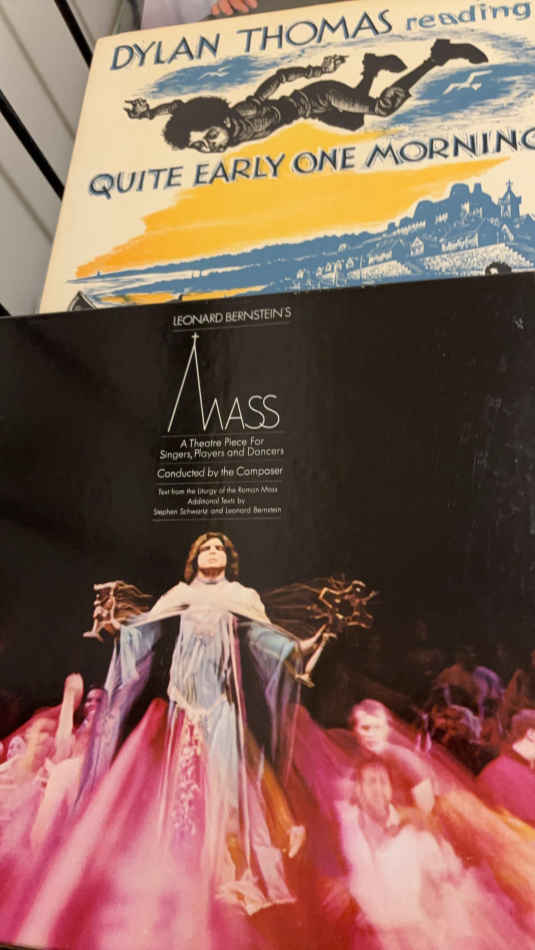 DYLAN THOMAS reading
QUITE EARLY ONE MORNING
LEONARD BERNSTEIN'S
MASS
A Theatre Piece For
Singers, Players and Dancers
Conducted by the Composer
Text from the Liturgy of the Roman Mass
Additional Texts by
Stephen Schwartz and Leonard Bernstein